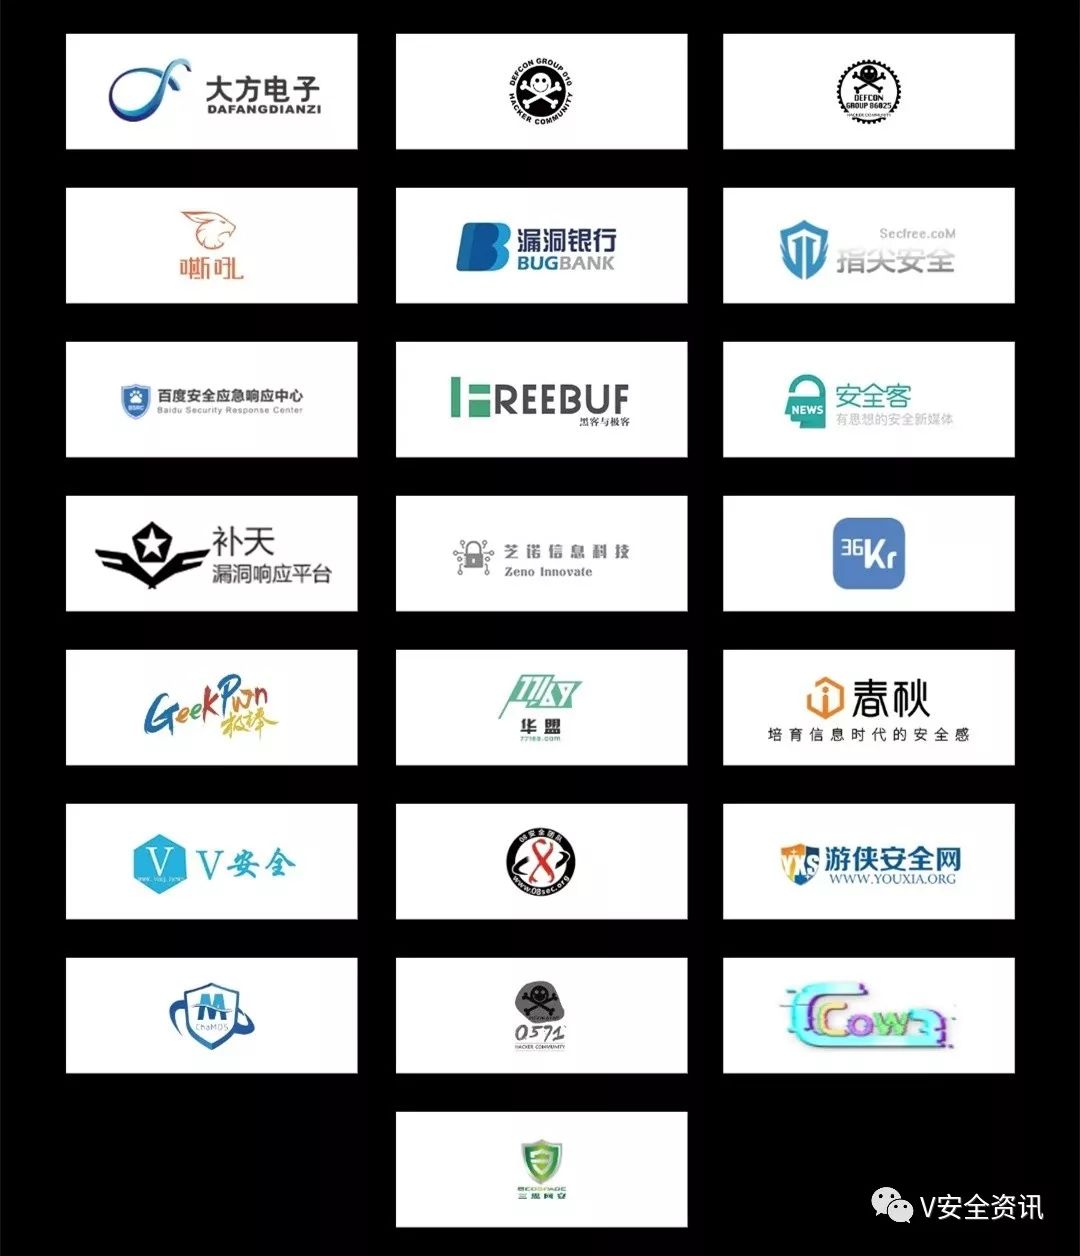 大方电子
DAFANGDIANZI
DEFCON GROUP 010
HACKER COMMUNITY
DEFCON
GROUP 86025
HACKER COMMUNITY
嘶吼
漏洞银行
BUGBANK
Secfree.coM
指尖安全
BSRC
百度安全应急响应中心
Baidu Security Response Center
FREEBUF
黑客与极客
NEWS
安全客
有思想的安全新媒体
补天
漏洞响应平台
芝诺信息科技
Zeno Innovate
36Kr
GeekPwn
极棒
77169
华盟
77169.com
春秋
培育信息时代的安全感
V
V安全
08安全团队
www.08sec.org
YXS
游侠安全网
WWW.YOUXIA.ORG
M
ChaMd5
0571
HACKER COMMUNITY
Cow
三思网安
V安全资讯